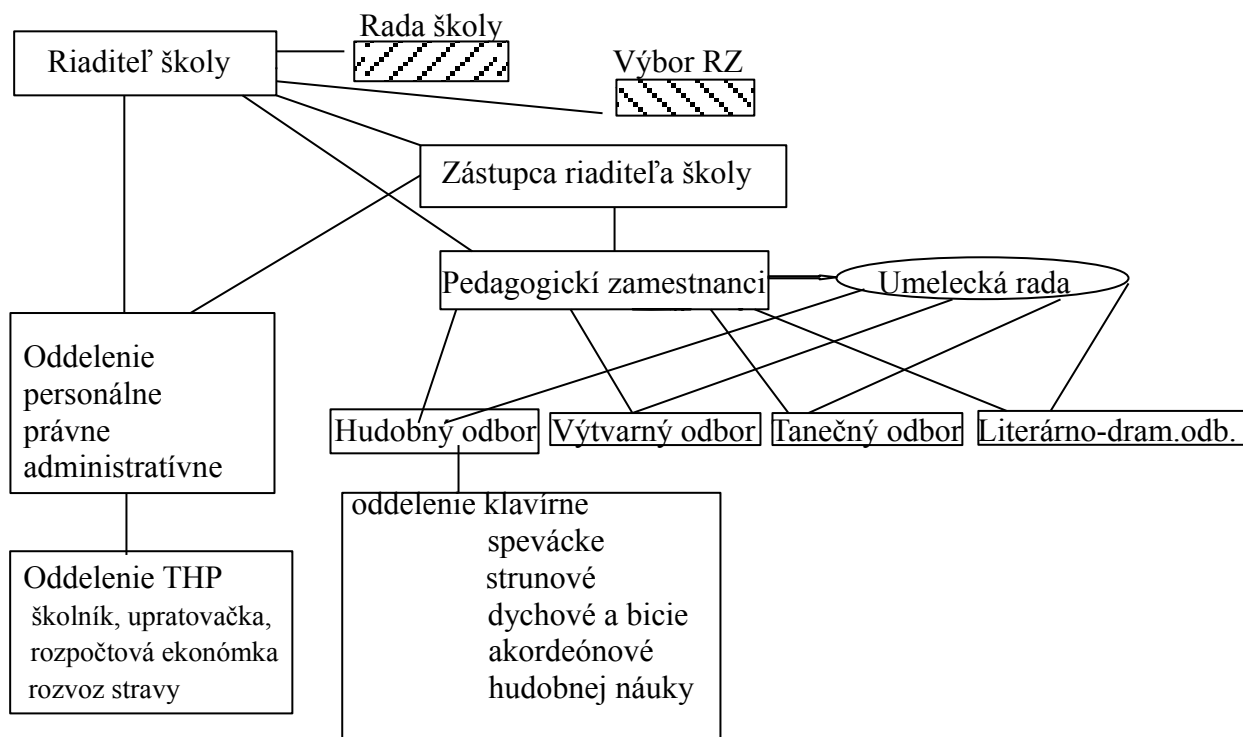 Rada školy
Riaditeľ školy
Výbor RZ
Zástupca riaditeľa školy
Pedagogickí zamestnanci
Umelecká rada
Oddelenie
personálne
právne
administratívne
Hudobný odbor
Výtvarný odbor
Tanečný odbor
Literárno-dram.odb.
oddelenie klavírne
spevácke
strunové
dychové a bicie
akordeónové
hudobnej náuky
Oddelenie THP
školník, upratovačka,
rozpočtová ekonómka
rozvoz stravy